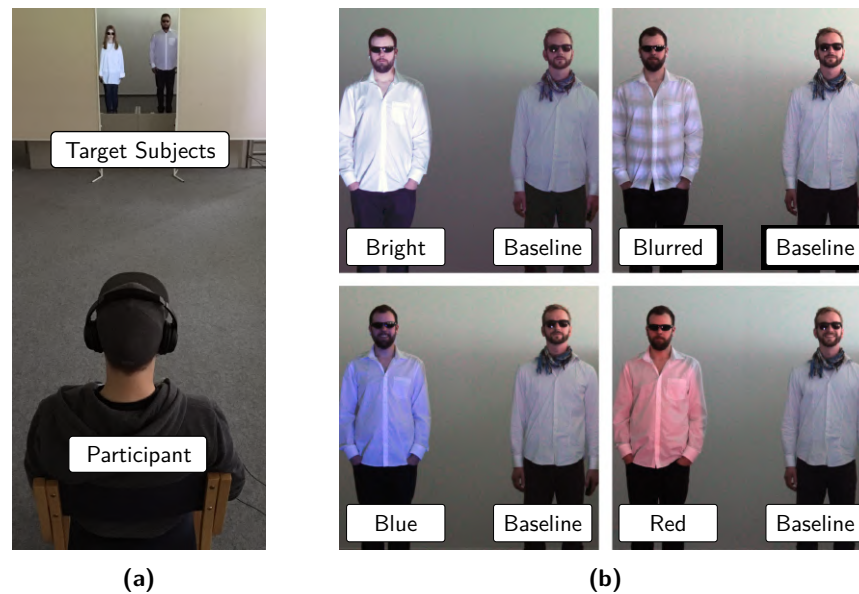 Target Subjects
Participant
(a)
Bright
Baseline
Blurred
Baseline
Blue
Baseline
Red
Baseline
(b)